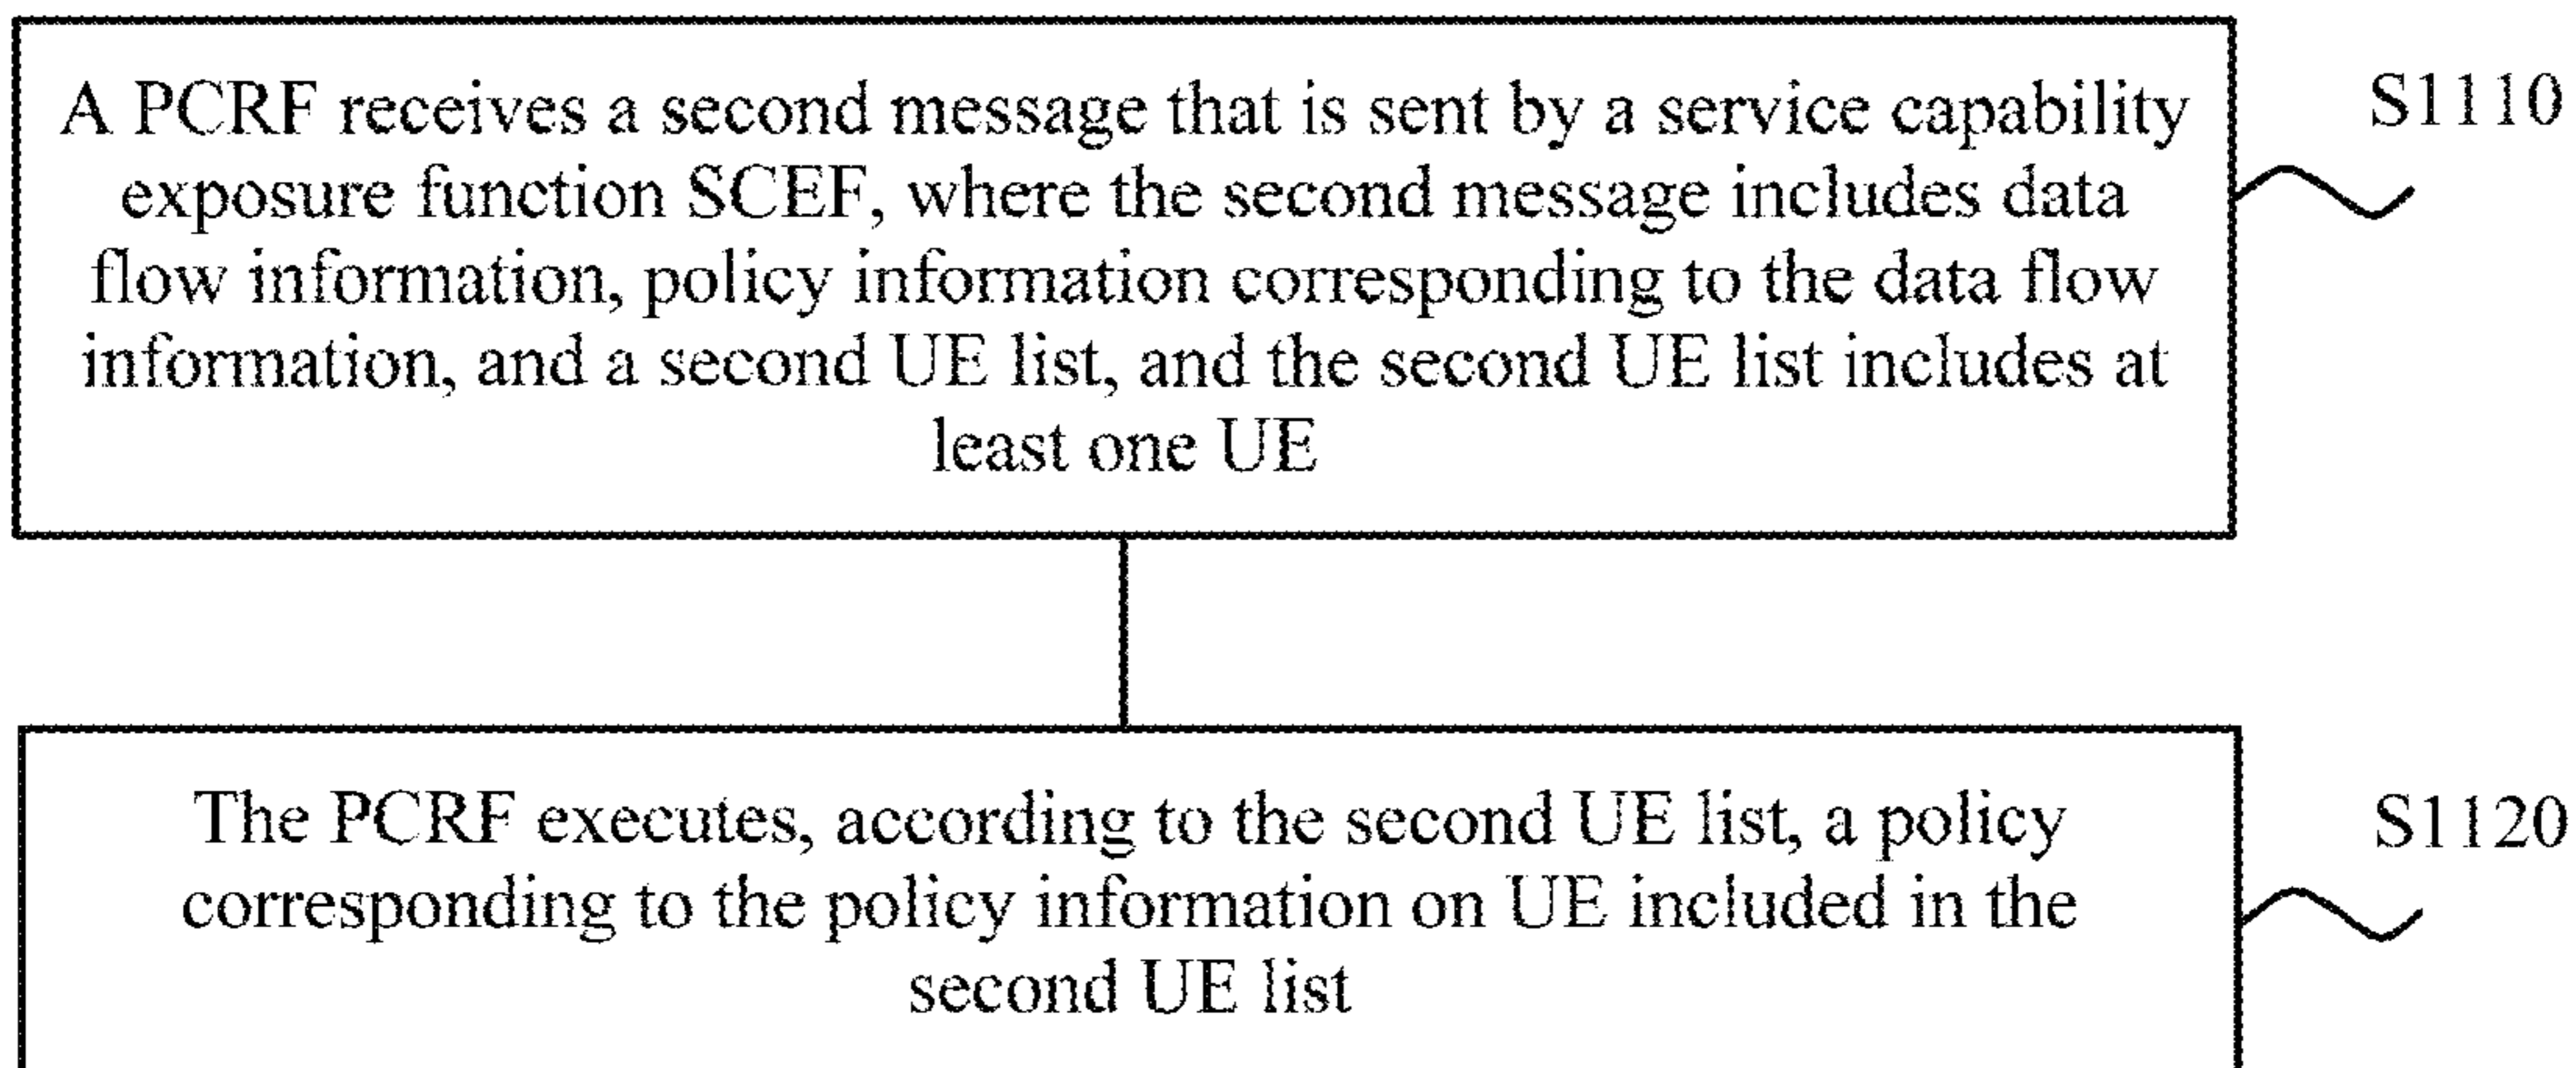 A PCRF receives a second message that is sent by a service capability
exposure function SCEF, where the second message includes data
flow information, policy information corresponding to the data flow
information, and a second UE list, and the second UE list includes at
least one UE
S1110
The PCRF executes, according to the second UE list, a policy
corresponding to the policy information on UE included in the
second UE list
S1120